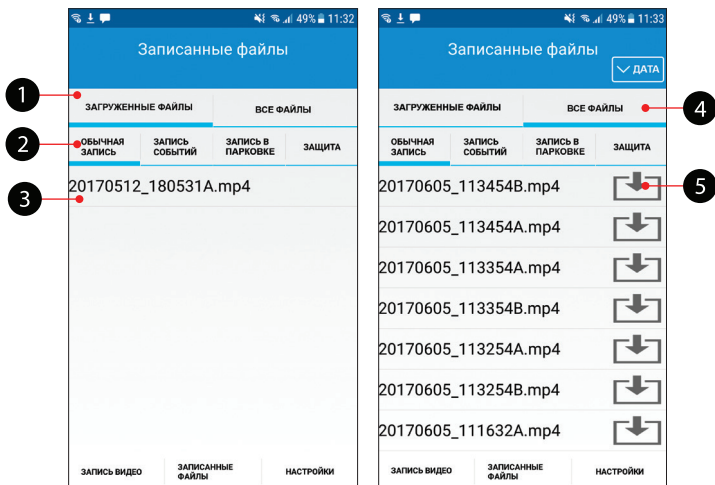 49% 11:32
Записанные файлы
1
ЗАГРУЖЕННЫЕ ФАЙЛЫ
ВСЕ ФАЙЛЫ
2
ОБЫЧНАЯ
ЗАПИСЬ
ЗАПИСЬ
СОБЫТИЙ
ЗАПИСЬ В
ПАРКОВКЕ
ЗАЩИТА
20170512_180531A.mp4
3
ЗАПИСЬ ВИДЕО
ЗАПИСАННЫЕ
ФАЙЛЫ
НАСТРОЙКИ
49% 11:33
Записанные файлы
ДАТА
ЗАГРУЖЕННЫЕ ФАЙЛЫ
ВСЕ ФАЙЛЫ
4
ОБЫЧНАЯ
ЗАПИСЬ
ЗАПИСЬ
СОБЫТИЙ
ЗАПИСЬ В
ПАРКОВКЕ
ЗАЩИТА
20170605_113454B.mp4
5
20170605_113454A.mp4
20170605_113354A.mp4
20170605_113354B.mp4
20170605_113254A.mp4
20170605_113254B.mp4
20170605_111632A.mp4
ЗАПИСЬ ВИДЕО
ЗАПИСАННЫЕ
ФАЙЛЫ
НАСТРОЙКИ